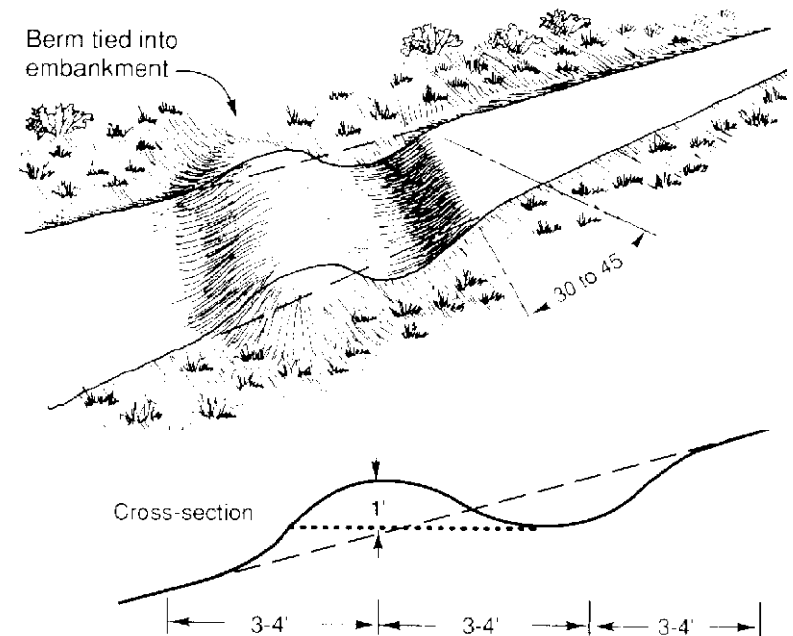 Berm tied into
embankment
30 to 45
Cross-section
1'
3-4'
3-4'
3-4'